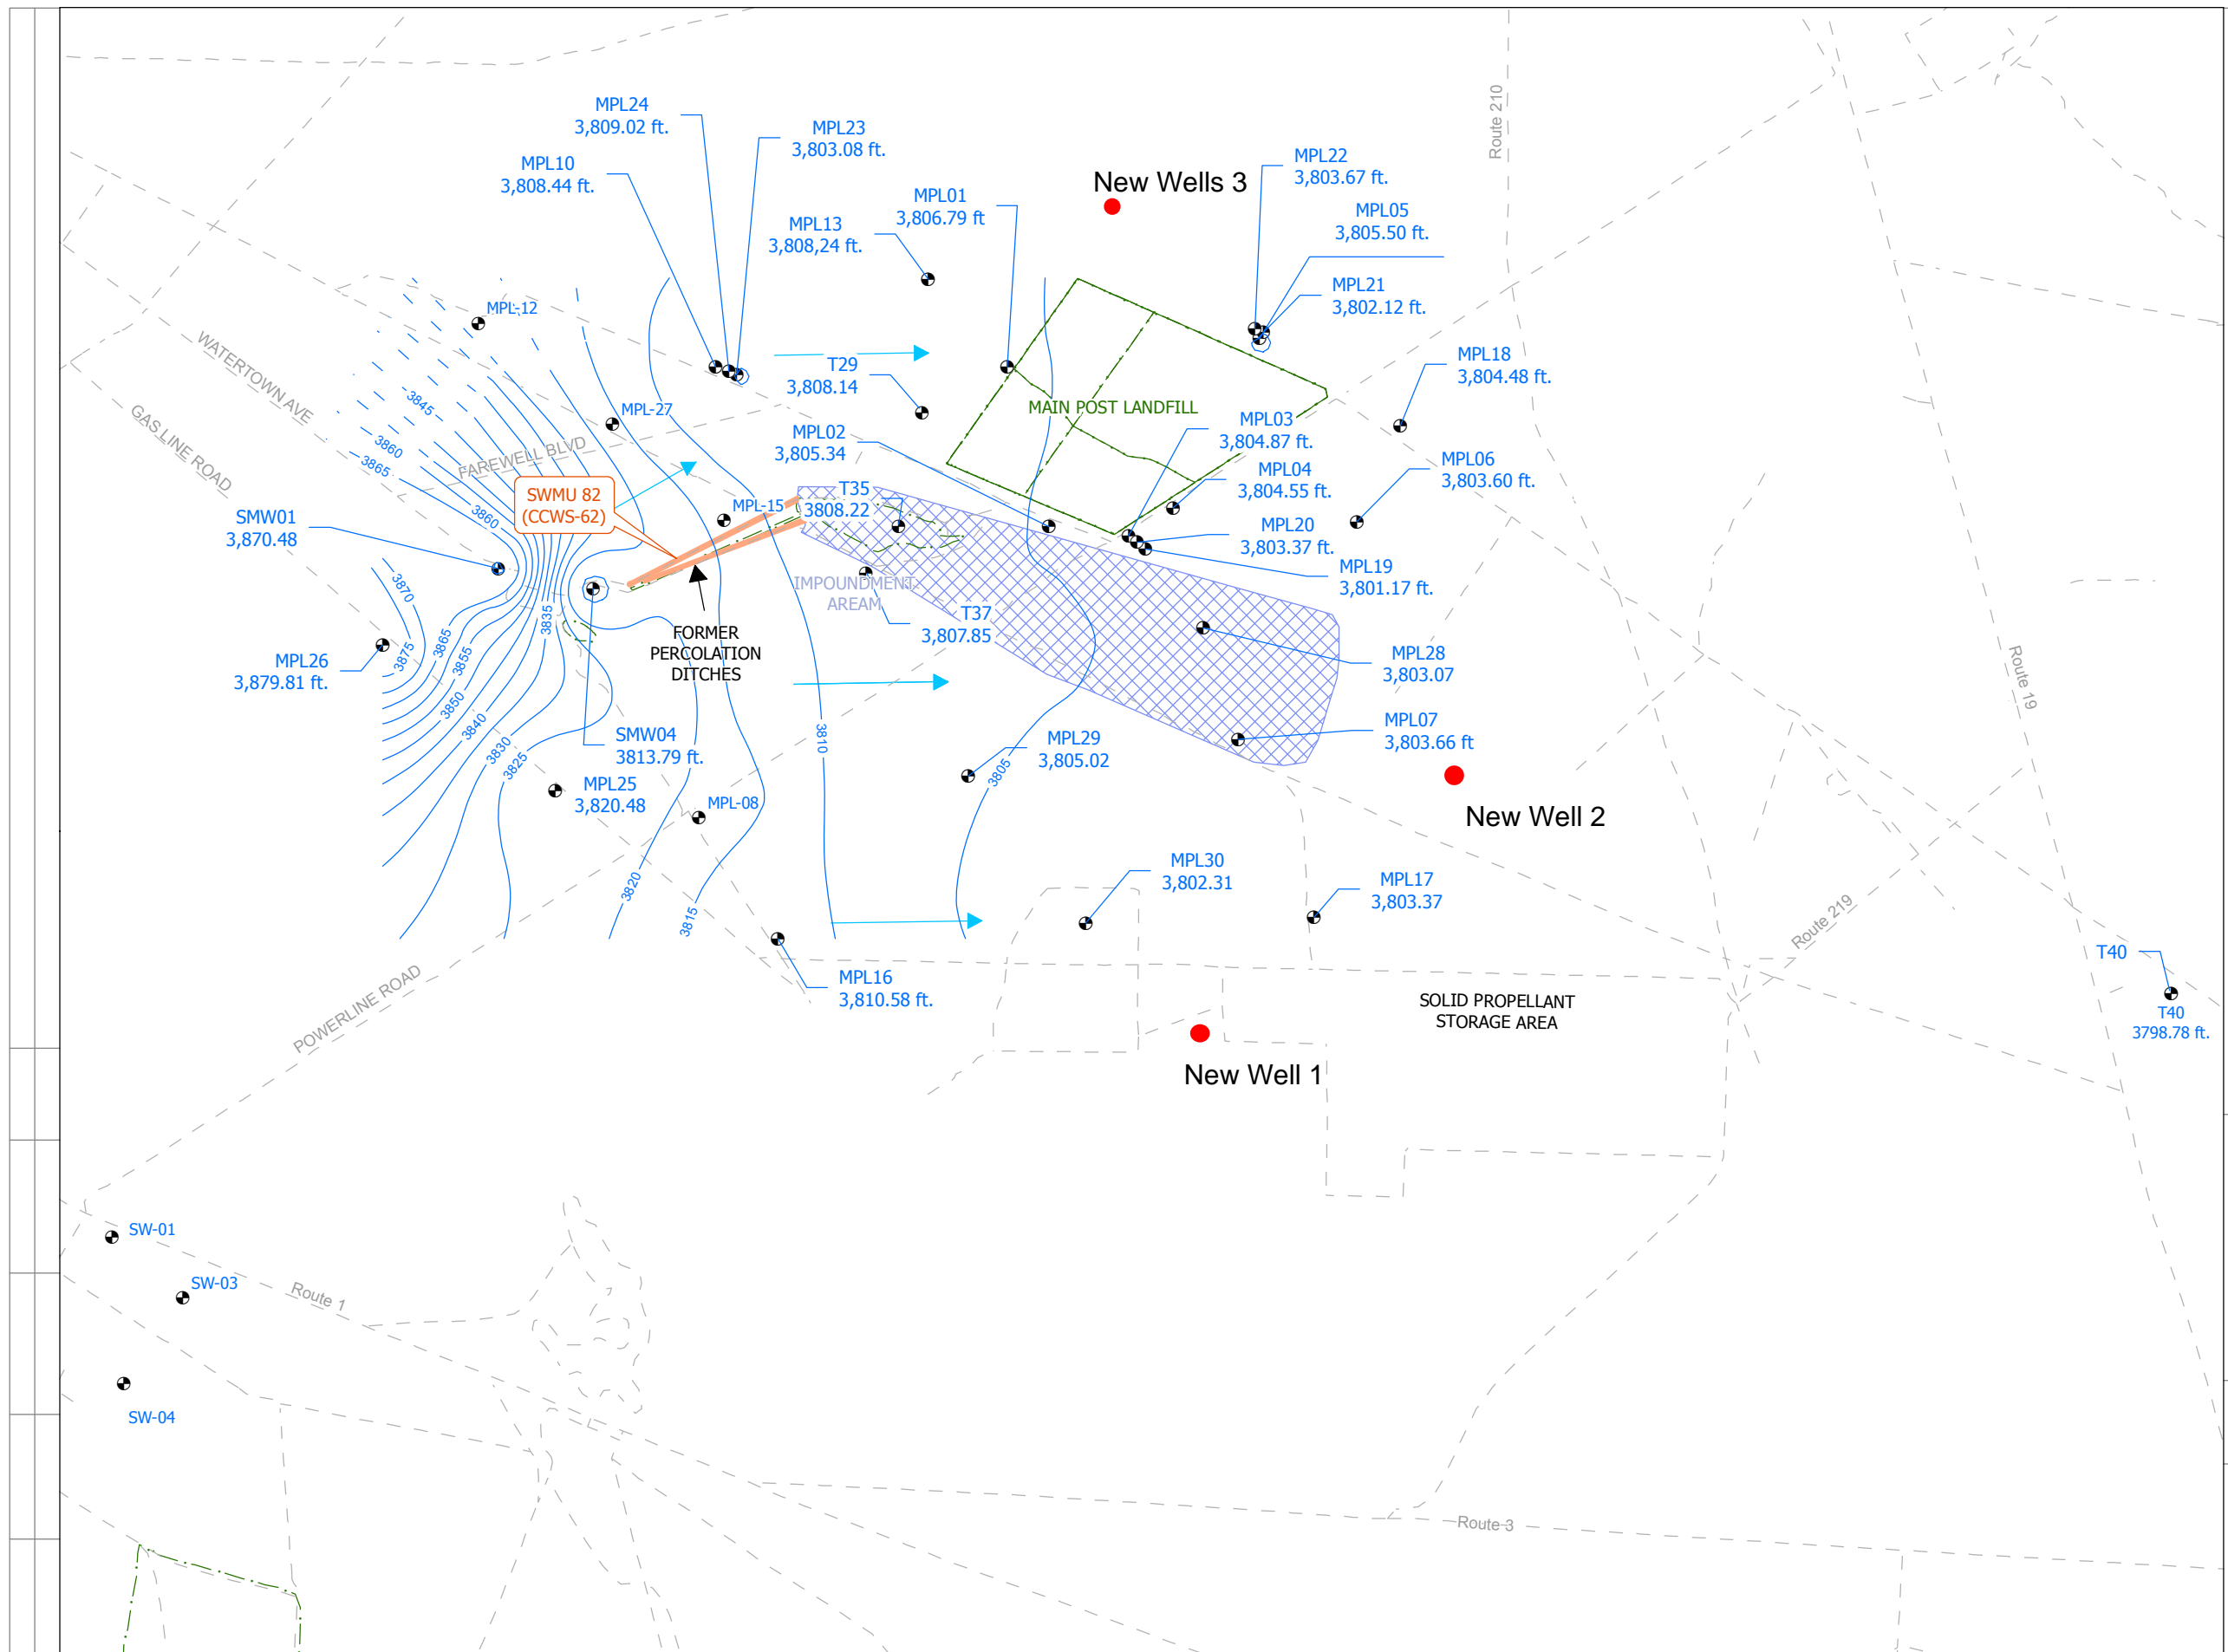 Route 210
MPL24
3,809.02 ft.
MPL23
3,803.08 ft.
MPL10
3,808.44 ft.
MPL22
3,803.67 ft.
New Wells 3
MPL01
3,806.79 ft
MPL05
3,805.50 ft.
MPL13
3,808,24 ft.
MPL21
3,802.12 ft.
MPL-12
WATERTOWN AVE
T29
3,808.14
MPL18
3,804.48 ft.
3845
GAS LINE ROAD
MAIN POST LANDFILL
MPL-27
MPL02
3,805.34
MPL03
3,804.87 ft.
3860
FAREWELL BLVD
3865
MPL04
3,804.55 ft.
MPL06
3,803.60 ft.
SWMU 82
(CCWS-62)
T35
3808.22
MPL-15
SMW01
3,870.48
3860
MPL20
3,803.37 ft.
MPL19
3,801.17 ft.
IMPOUNDMENT
AREAM
3870
3835
T37
3,807.85
FORMER
PERCOLATION
DITCHES
3865
3875
3855
MPL26
3,879.81 ft.
MPL28
3,803.07
Route 19
3850
3840
3830
3825
SMW04
3813.79 ft.
3810
MPL29
3,805.02
3805
MPL07
3,803.66 ft
MPL25
3,820.48
MPL-08
New Well 2
3820
3815
MPL30
3,802.31
MPL17
3,803.37
Route 219
T40
POWERLINE ROAD
MPL16
3,810.58 ft.
SOLID PROPELLANT
STORAGE AREA
T40
3798.78 ft.
New Well 1
SW-01
SW-03
Route 1
SW-04
Route 3